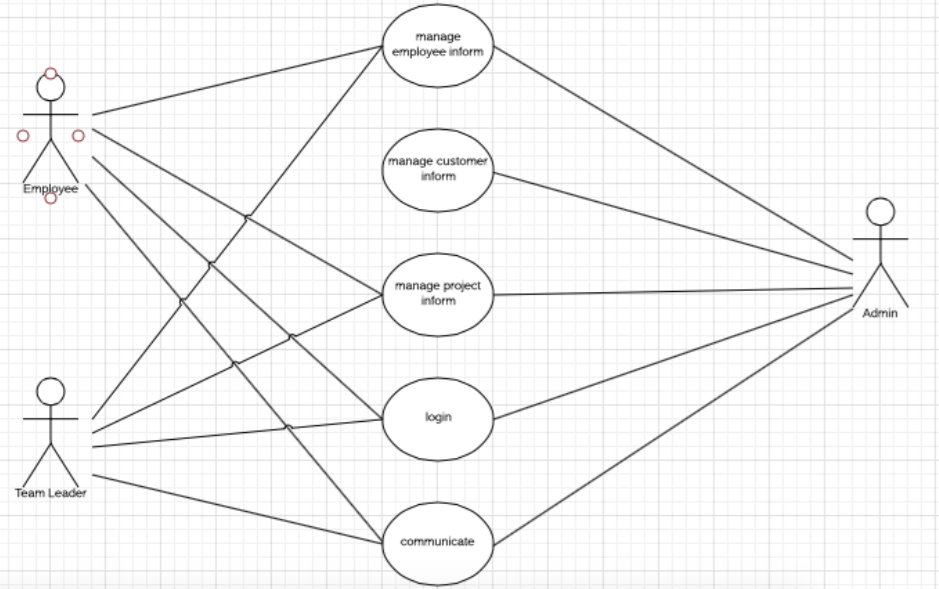 manage
employee inform
Employee
manage customer
inform
manage project
inform
Admin
login
Team Leader
communicate